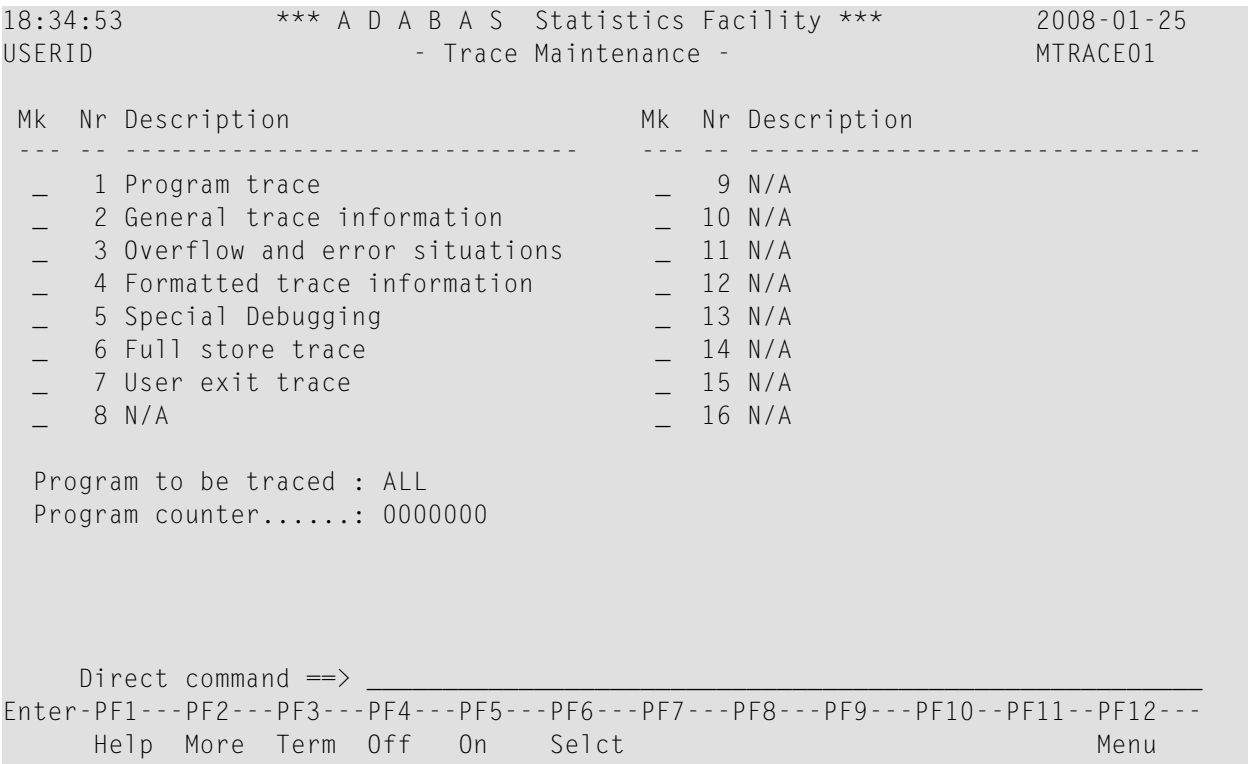 18:34:53 *** A D A B A S Statistics Facility *** 2008-01-25
USERID - Trace Maintenance - MTRACE01
Mk Nr Description Mk Nr Description
--- -- ------------------------------ --- -- ------------------------------
_ 1 Program trace _ 9 N/A
_ 2 General trace information _ 10 N/A
_ 3 Overflow and error situations _ 11 N/A
_ 4 Formatted trace information _ 12 N/A
_ 5 Special Debugging _ 13 N/A
_ 6 Full store trace _ 14 N/A
_ 7 User exit trace _ 15 N/A
_ 8 N/A _ 16 N/A
Program to be traced : ALL
Program counter......: 0000000
Direct command ==> _______________________________________________________
Enter-PF1---PF2---PF3---PF4---PF5---PF6---PF7---PF8---PF9---PF10--PF11--PF12---
Help More Term Off On Selct Menu